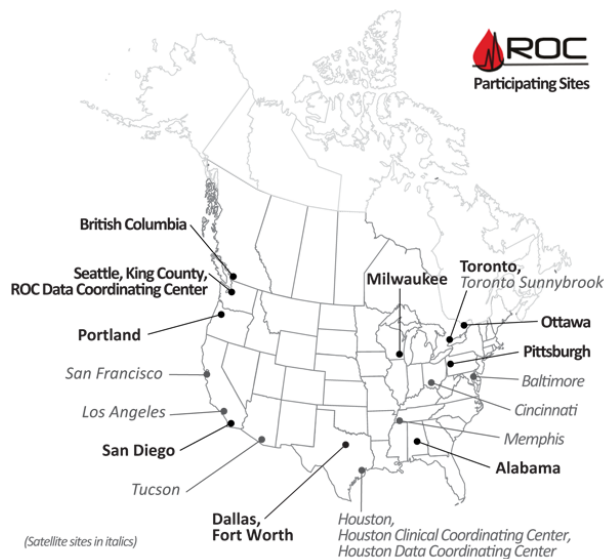 ROC
Participating Sites
British Columbia
Seattle, King County,
ROC Data Coordinating Center
Portland
San Francisco
Los Angeles
San Diego
Tucson
Dallas,
Fort Worth
Houston,
Houston Clinical Coordinating Center,
Houston Data Coordinating Center
Milwaukee
Toronto,
Toronto Sunnybrook
Ottawa
Pittsburgh
Baltimore
Cincinnati
Memphis
Alabama
(Satellite sites in italics)